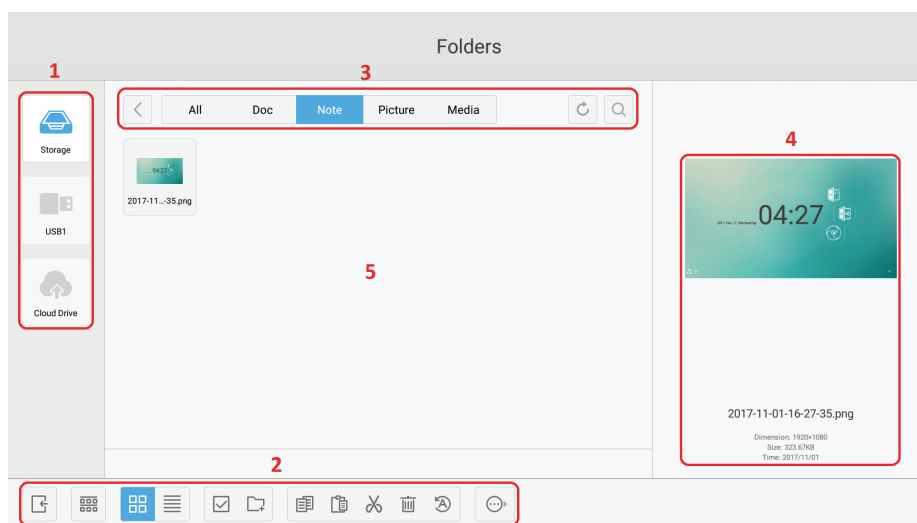 Folders
1
3
All Doc Note Picture Media
Storage
4
04:27
2017-11...-35.png
04:27
USB1
5
Cloud Drive
2017-11-01-16-27-35.png
Dimension: 1920×1080
Size: 323.67KB
Time: 2017/11/01
2